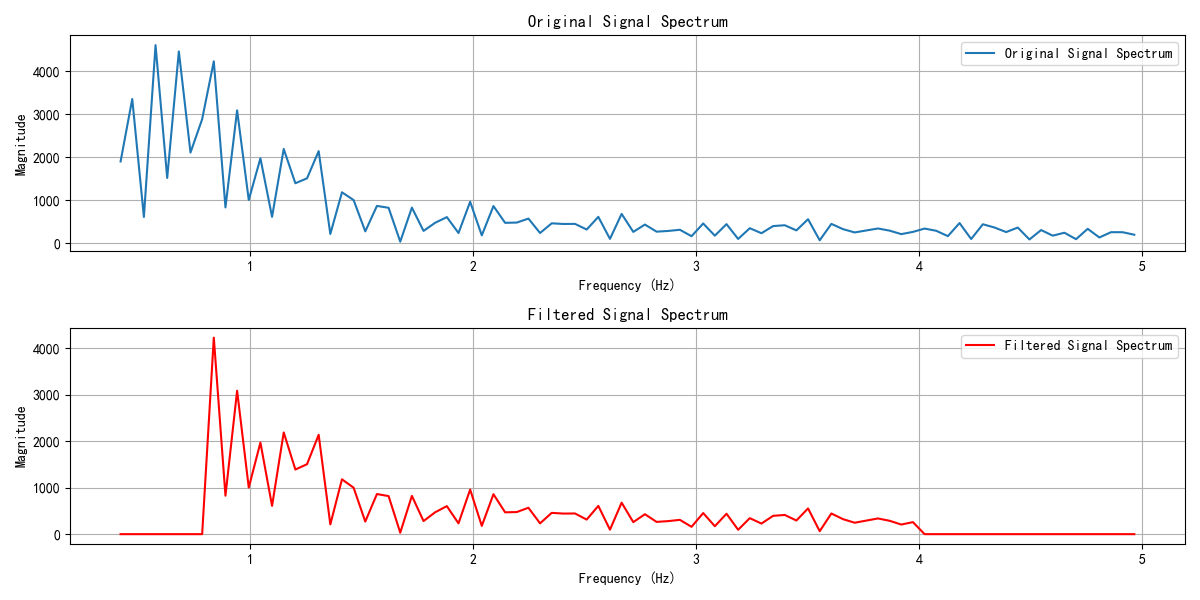 Original Signal Spectrum
Original Signal Spectrum
Magnitude
4000
3000
2000
1000
0
1 2 3 4 5
Frequency (Hz)
Filtered Signal Spectrum
Filtered Signal Spectrum
Magnitude
4000
3000
2000
1000
0
1 2 3 4 5
Frequency (Hz)